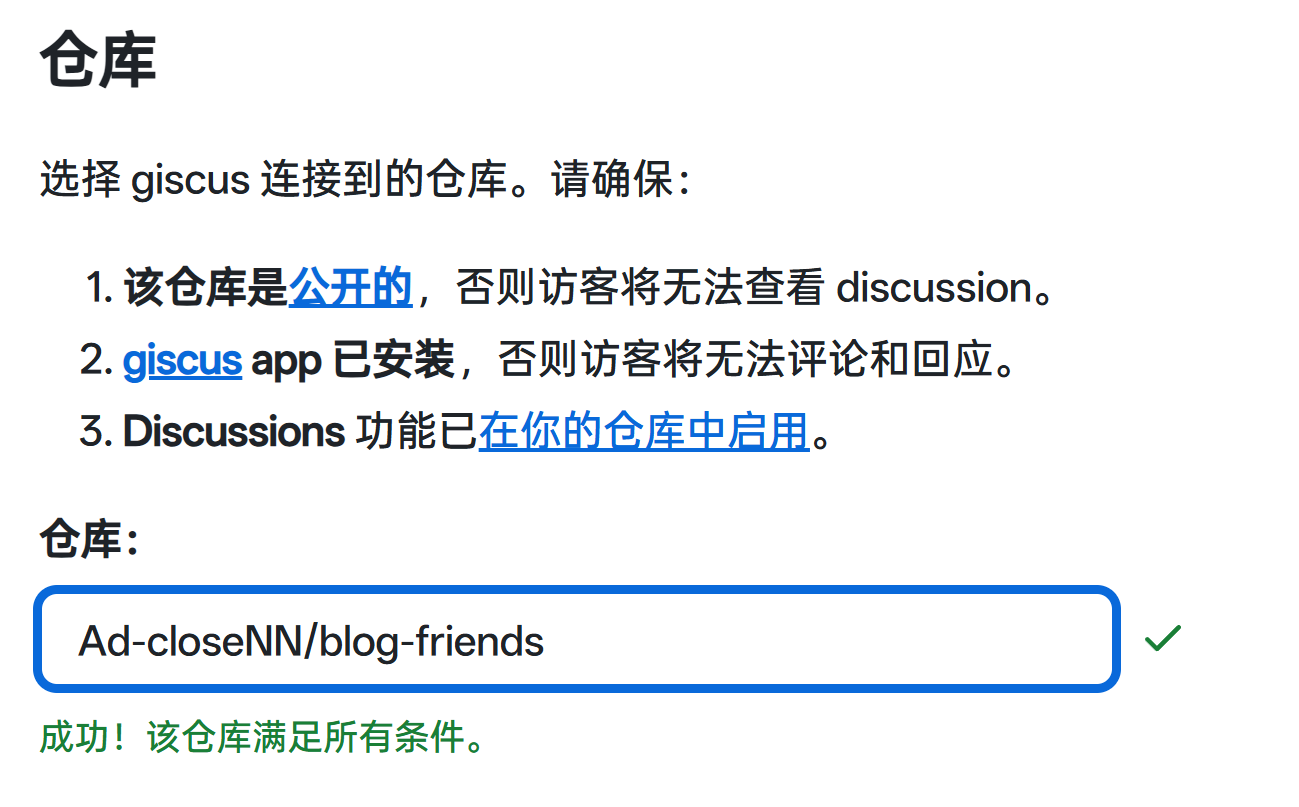 仓库
选择 giscus 连接到的仓库。请确保：
1. 该仓库是公开的，否则访客将无法查看 discussion。
2. giscus app 已安装，否则访客将无法评论和回应。
3. Discussions 功能已在你的仓库中启用。
仓库：
Ad-closeNN/blog-friends
成功！该仓库满足所有条件。